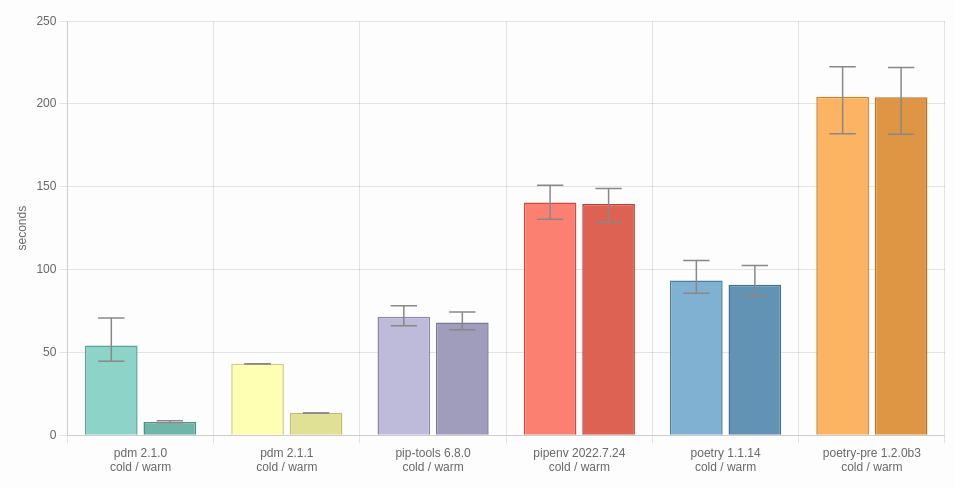 250
200
150
100
50
0
seconds
pdm 2.1.0
cold / warm
pdm 2.1.1
cold / warm
pip-tools 6.8.0
cold / warm
pipenv 2022.7.24
cold / warm
poetry 1.1.14
cold / warm
poetry-pre 1.2.0b3
cold / warm